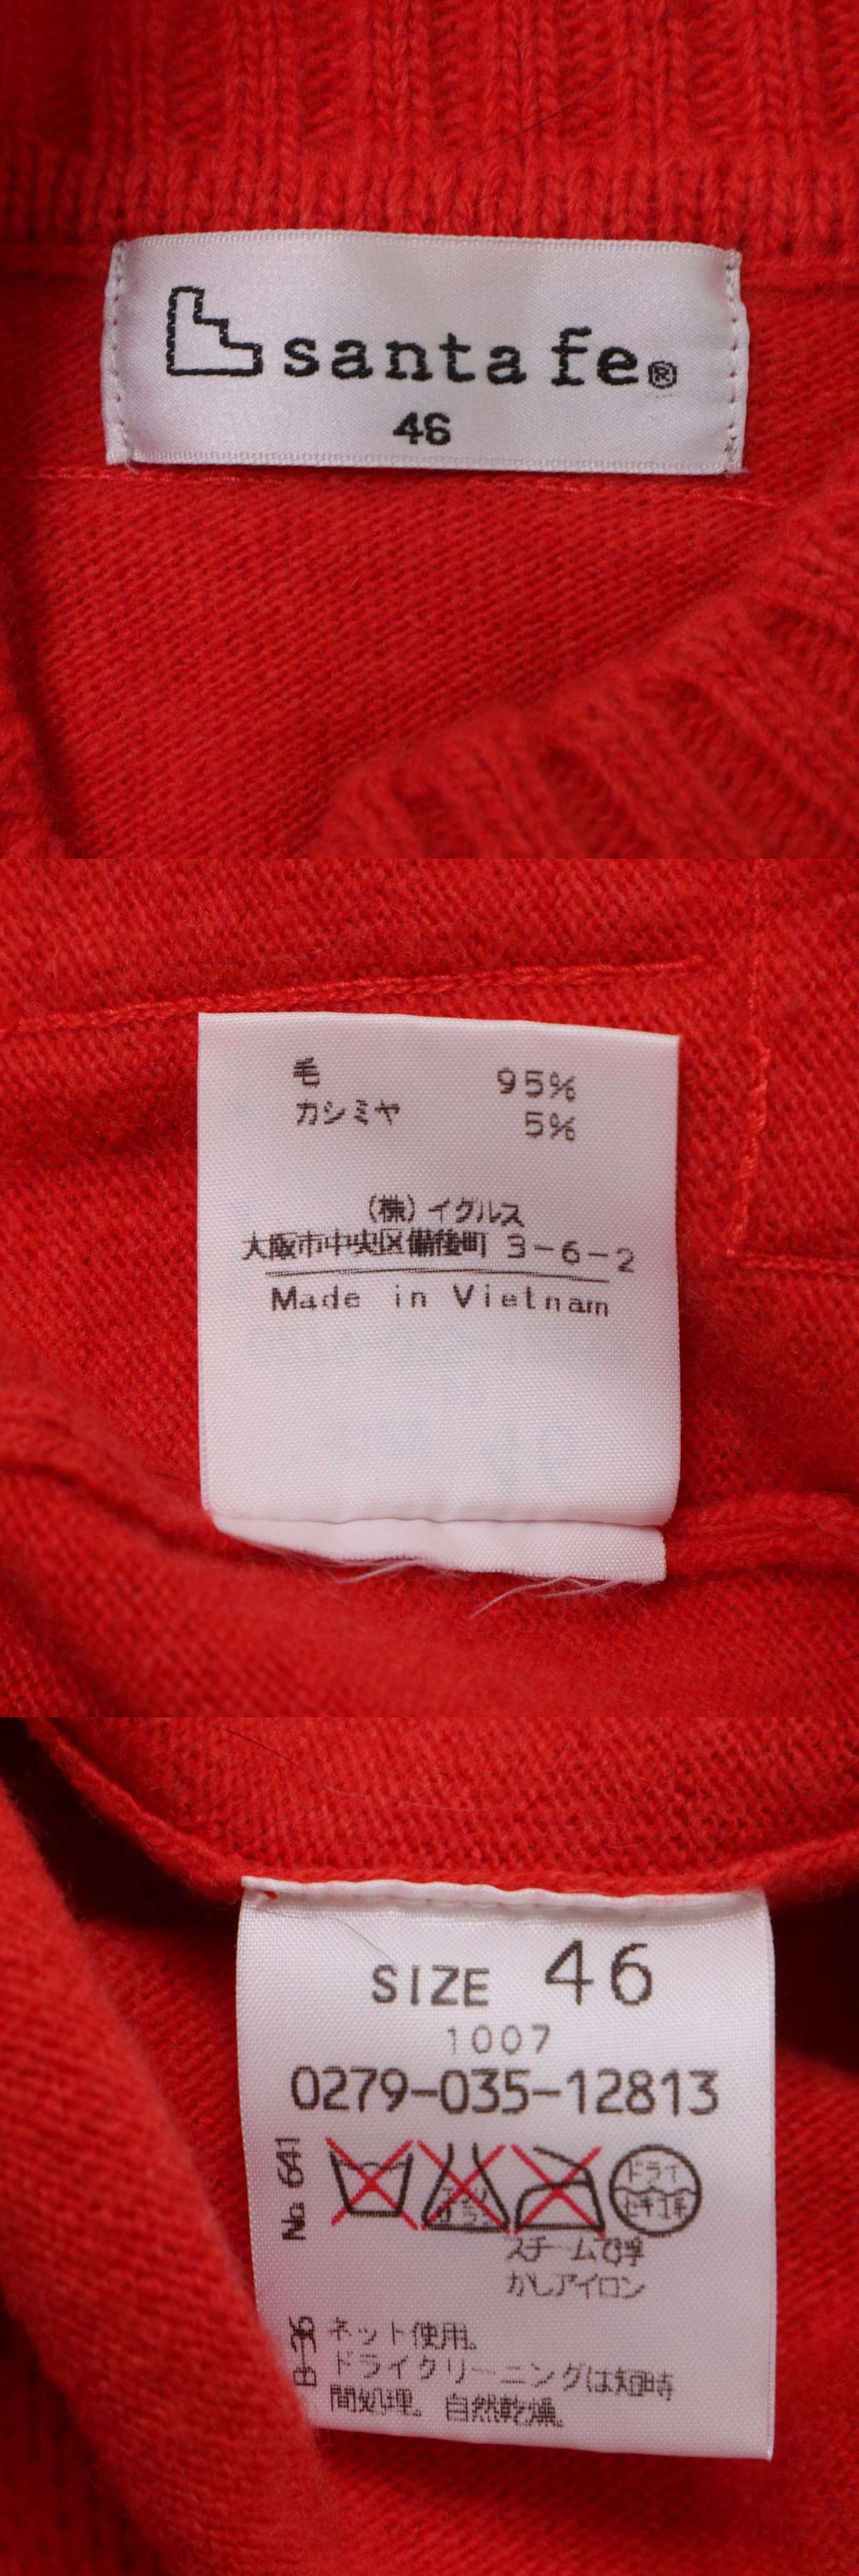 santa fe®
46
毛 95%
カシミヤ 5%
(株)イグルス
大阪市中央区備後町 3-6-2
Made in Vietnam
SIZE 46
1007
0279-035-12813
No. 641
ドライ
セキユ系
スチームで浮
かしアイロン
B-36
ネット使用。
ドライクリーニングは短時
間処理。自然乾燥。